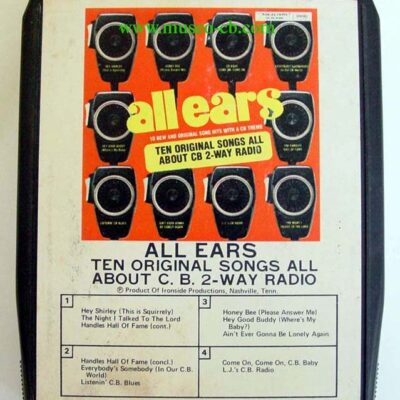 www.museo-cb.com
all ears
10 NEW AND ORIGINAL SONG HITS WITH A CB THEME
TEN ORIGINAL SONGS ALL
ABOUT CB 2-WAY RADIO
ALL EARS
TEN ORIGINAL SONGS ALL
ABOUT C. B. 2-WAY RADIO
℗ Product Of Ironside Productions, Nashville, Tenn.
1
Hey Shirley (This is Squirrely)
The Night I Talked To The Lord
Handles Hall Of Fame (cont.)
2
Handles Hall Of Fame (concl.)
Everybody's Somebody (In Our C.B.
World)
Listenin' C.B. Blues
3
Honey Bee (Please Answer Me)
Hey Good Buddy (Where's My
Baby?)
Ain't Ever Gonna Be Lonely Again
4
Come On, Come On, C.B. Baby
L.J.'s C.B. Radio